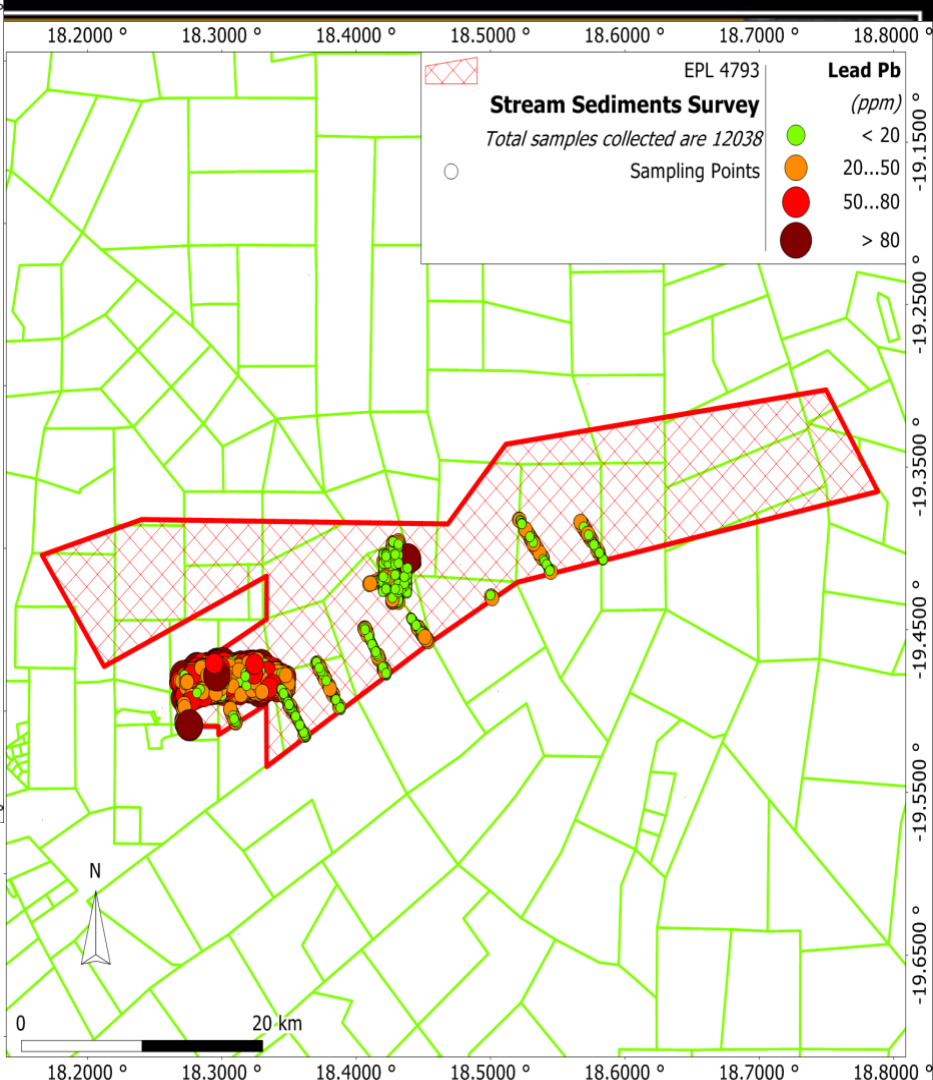 18.2000 ° 18.3000 ° 18.4000 ° 18.5000 ° 18.6000 ° 18.7000 ° 18.8000 °
EPL 4793
Stream Sediments Survey
Total samples collected are 12038
Sampling Points
Lead Pb
(ppm)
< 20
20...50
50...80
> 80
-19.1500 °
-19.2500 °
-19.3500 °
-19.4500 °
-19.5500 °
-19.6500 °
N
0 20 km
18.2000 ° 18.3000 ° 18.4000 ° 18.5000 ° 18.6000 ° 18.7000 ° 18.8000 °